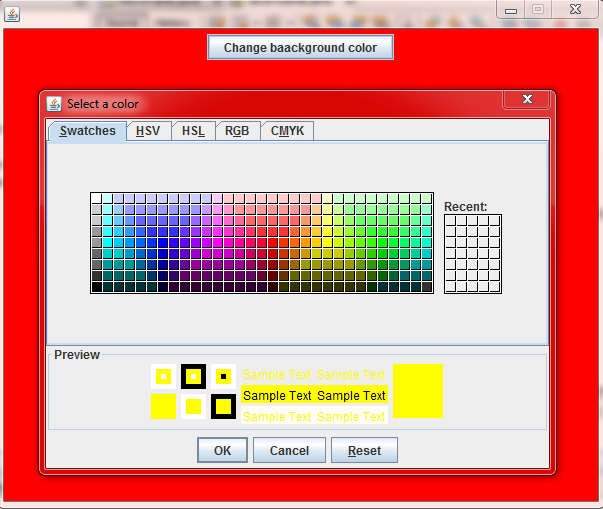 Change baackground color
Select a color
Swatches HSV HSL RGB CMYK
Recent:
Preview
Sample Text Sample Text
Sample Text Sample Text
Sample Text Sample Text
OK Cancel Reset